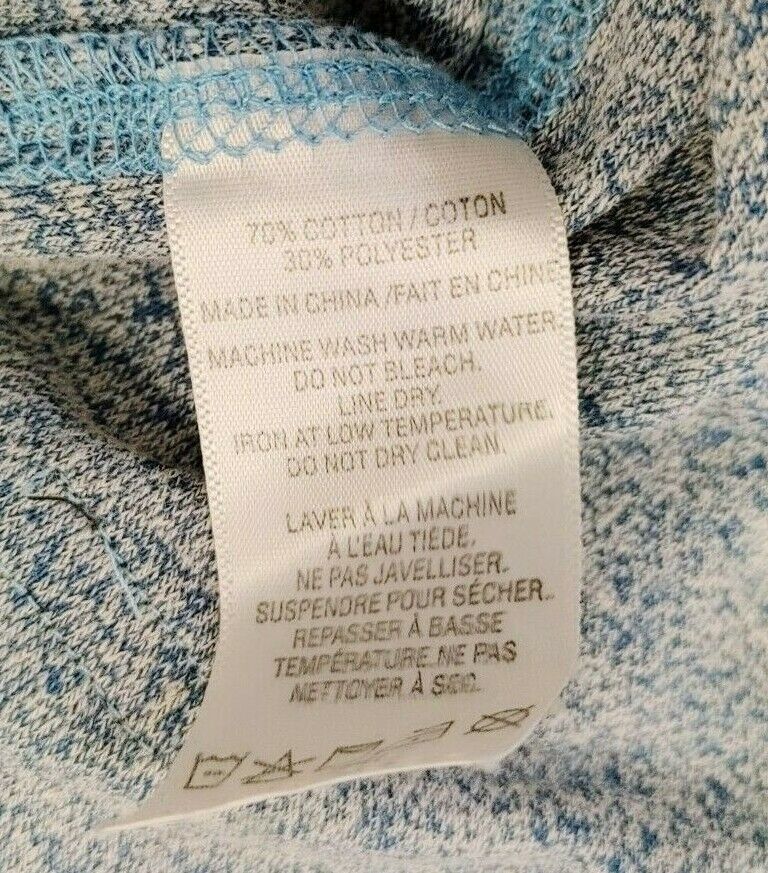 70% COTTON / COTON
30% POLYESTER
MADE IN CHINA /FAIT EN CHINE
MACHINE WASH WARM WATER.
DO NOT BLEACH.
LINE DRY.
IRON AT LOW TEMPERATURE.
DO NOT DRY CLEAN.
LAVER À LA MACHINE
À L'EAU TIÈDE.
NE PAS JAVELLISER.
SUSPENDRE POUR SÉCHER.
REPASSER À BASSE
TEMPÉRATURE. NE PAS
NETTOYER À SEC.